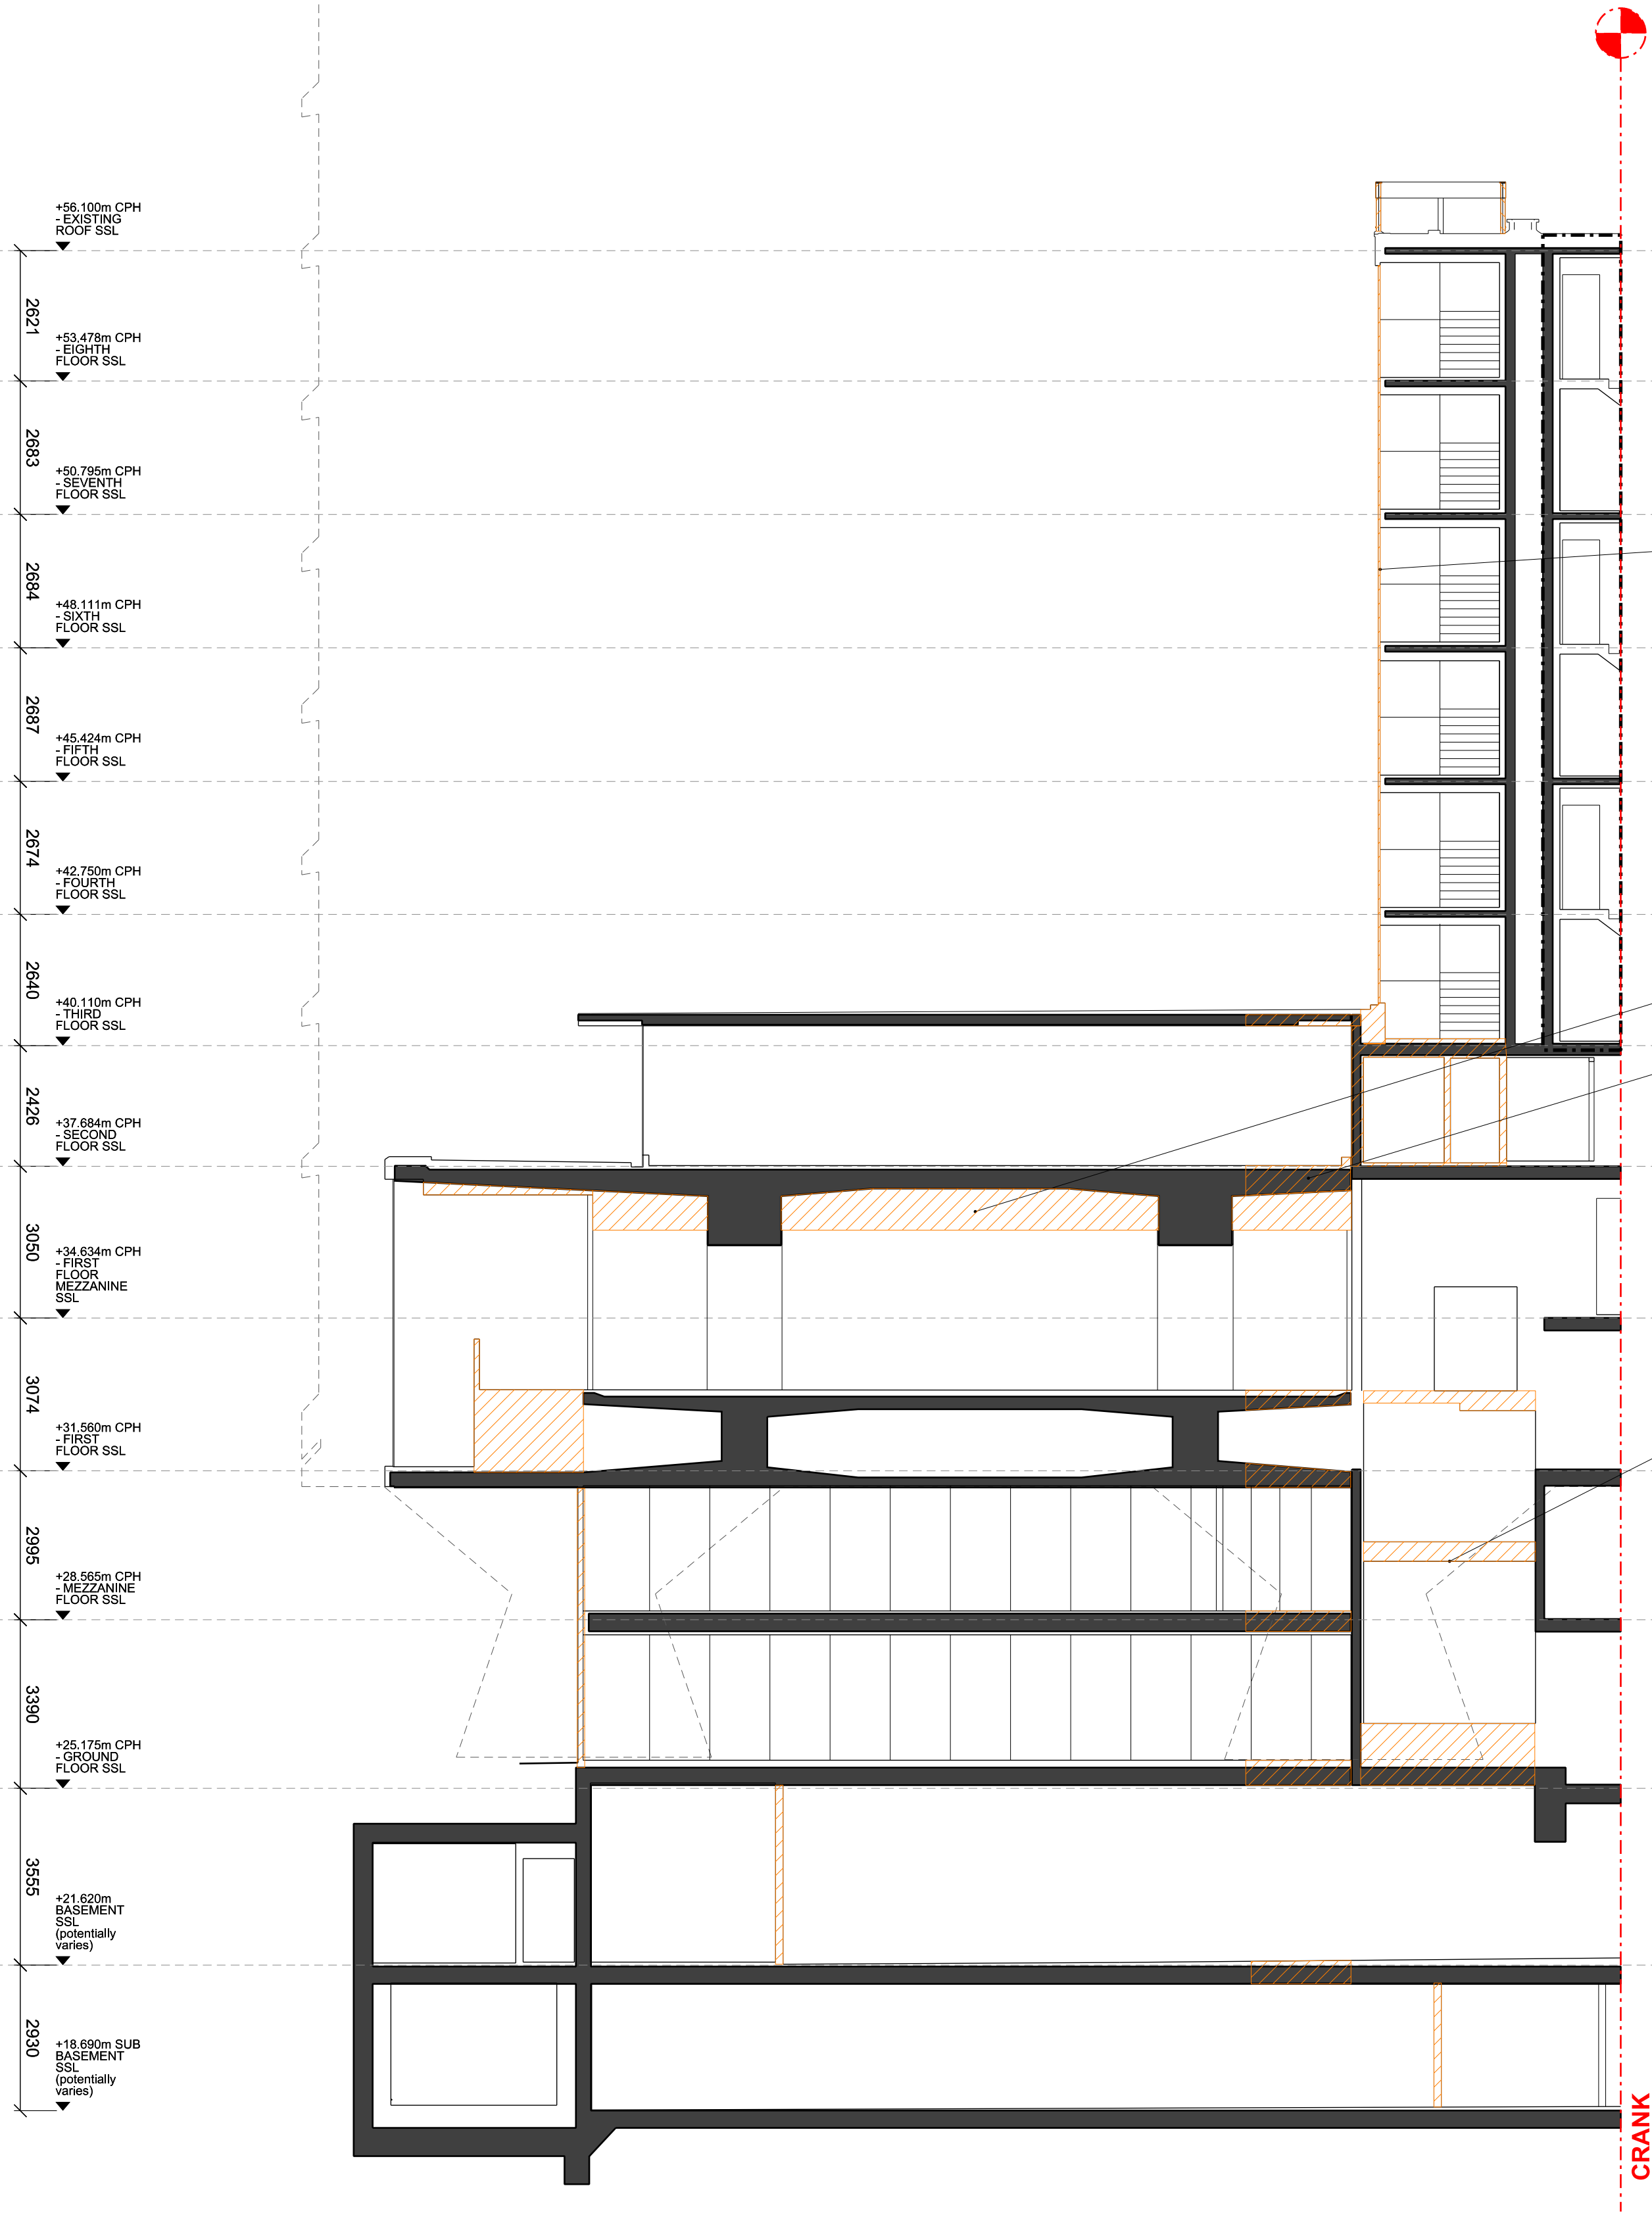 +56.100m CPH
- EXISTING
ROOF SSL
2621
+53.478m CPH
- EIGHTH
FLOOR SSL
2683
+50.795m CPH
- SEVENTH
FLOOR SSL
2684
+48.111m CPH
- SIXTH
FLOOR SSL
2687
+45.424m CPH
- FIFTH
FLOOR SSL
2674
+42.750m CPH
- FOURTH
FLOOR SSL
2640
+40.110m CPH
- THIRD
FLOOR SSL
2426
+37.684m CPH
- SECOND
FLOOR SSL
3050
+34.634m CPH
- FIRST
FLOOR
MEZZANINE
SSL
3074
+31.560m CPH
- FIRST
FLOOR SSL
2995
+28.565m CPH
- MEZZANINE
FLOOR SSL
3390
+25.175m CPH
- GROUND
FLOOR SSL
3555
+21.620m
BASEMENT
SSL
(potentially
varies)
2930
+18.690m SUB
BASEMENT
SSL
(potentially
varies)
CRANK